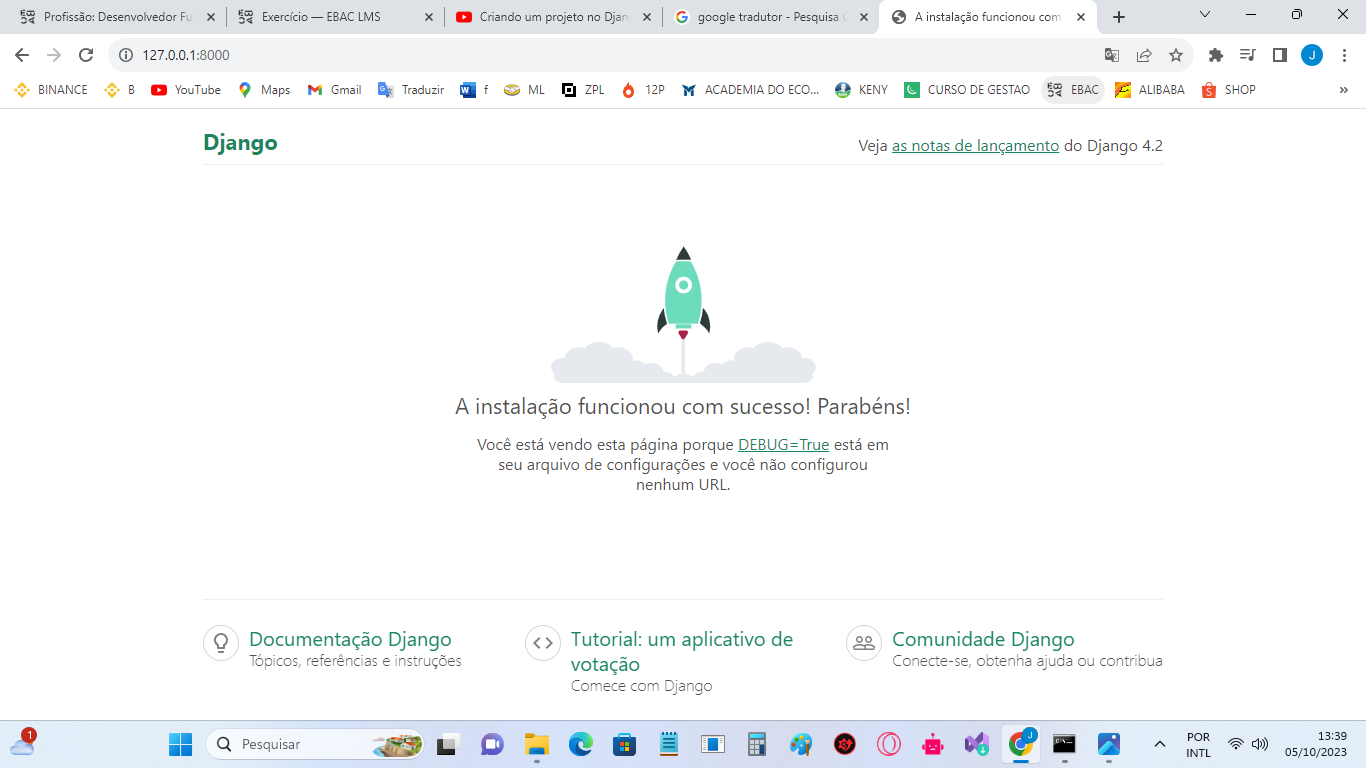 Profissão: Desenvolvedor Fu
Exercício — EBAC LMS
Criando um projeto no Djan
google tradutor - Pesquisa G
A instalação funcionou com
127.0.0.1:8000
J
BINANCE
B
YouTube
Maps
Gmail
Traduzir
f
ML
ZPL
12P
ACADEMIA DO ECO...
KENY
CURSO DE GESTAO
EBAC
ALIBABA
SHOP
»
Django
Veja as notas de lançamento do Django 4.2
A instalação funcionou com sucesso! Parabéns!
Você está vendo esta página porque DEBUG=True está em
seu arquivo de configurações e você não configurou
nenhum URL.
Documentação Django
Tópicos, referências e instruções
Tutorial: um aplicativo de
votação
Comece com Django
Comunidade Django
Conecte-se, obtenha ajuda ou contribua
1
Pesquisar
J
POR
INTL
13:39
05/10/2023